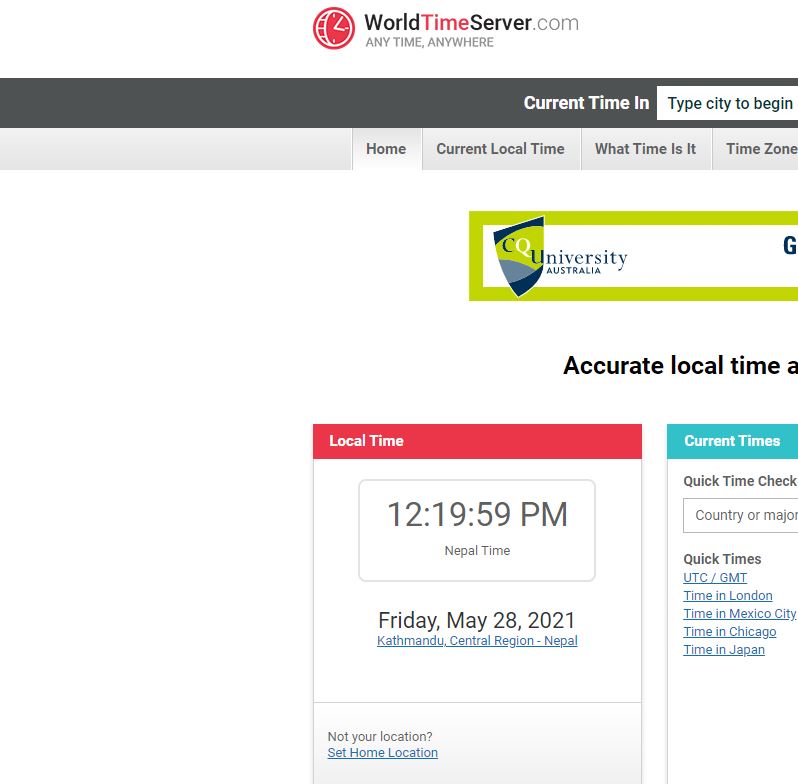 WorldTimeServer.com
ANY TIME, ANYWHERE
Current Time In Type city to begin
Home Current Local Time What Time Is It Time Zone
CQUniversity
AUSTRALIA
G
Accurate local time a
Local Time
12:19:59 PM
Nepal Time
Friday, May 28, 2021
Kathmandu, Central Region - Nepal
Not your location?
Set Home Location
Current Times
Quick Time Check
Country or major
Quick Times
UTC / GMT
Time in London
Time in Mexico City
Time in Chicago
Time in Japan